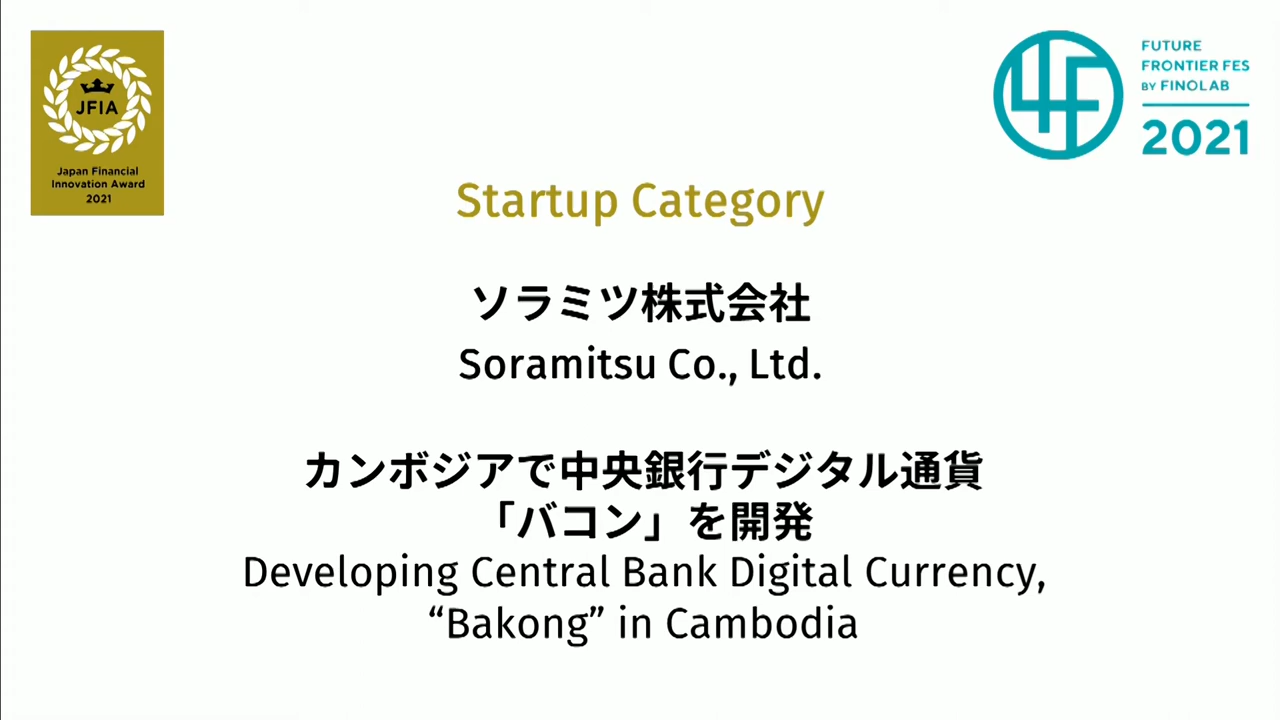 JFIA
Japan Financial
Innovation Award
2021
4F
FUTURE
FRONTIER FES
BY FINOLAB
2021
Startup Category
ソラミツ株式会社
Soramitsu Co., Ltd.
カンボジアで中央銀行デジタル通貨
「バコン」を開発
Developing Central Bank Digital Currency,
“Bakong” in Cambodia